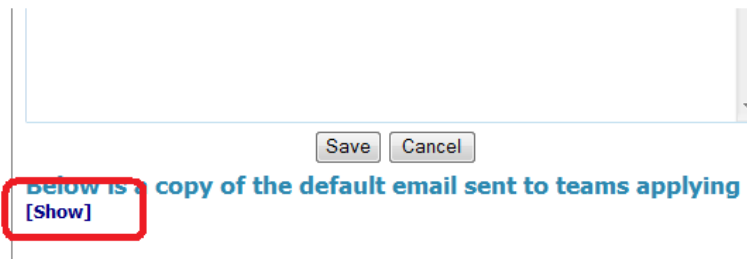 Save Cancel
Below is a copy of the default email sent to teams applying
[Show]